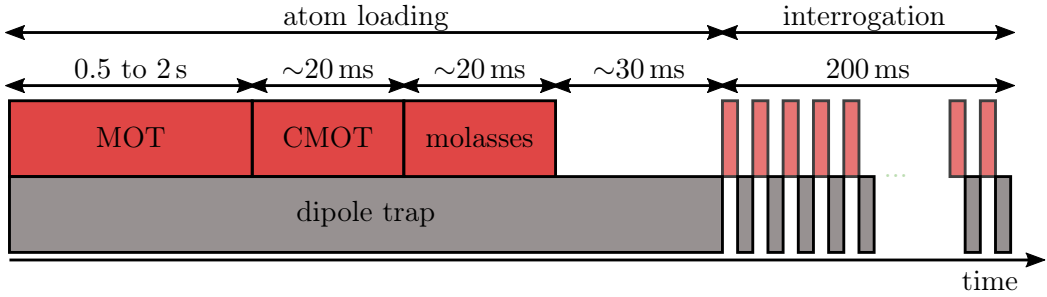 atom loading interrogation
0.5 to 2 s ~20 ms ~20 ms ~30 ms 200 ms
MOT CMOT molasses
...
dipole trap
time